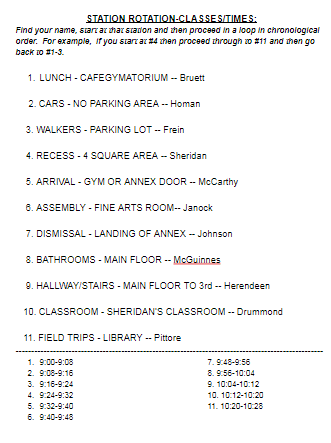 STATION ROTATION-CLASSES/TIMES:
Find your name, start at that station and then proceed in a loop in chronological
order. For example, if you start at #4 then proceed through to #11 and then go
back to #1-3.
1. LUNCH - CAFEGYMATORIUM -- Bruett
2. CARS - NO PARKING AREA -- Homan
3. WALKERS - PARKING LOT -- Frein
4. RECESS - 4 SQUARE AREA -- Sheridan
5. ARRIVAL - GYM OR ANNEX DOOR -- McCarthy
6. ASSEMBLY - FINE ARTS ROOM-- Janock
7. DISMISSAL - LANDING OF ANNEX -- Johnson
8. BATHROOMS - MAIN FLOOR -- McGuinnes
9. HALLWAY/STAIRS - MAIN FLOOR TO 3rd -- Herendeen
10. CLASSROOM - SHERIDAN'S CLASSROOM -- Drummond
11. FIELD TRIPS - LIBRARY -- Pittore
1. 9:00-9:08
2. 9:08-9:16
3. 9:16-9:24
4. 9:24-9:32
5. 9:32-9:40
6. 9:40-9:48
7. 9:48-9:56
8. 9:56-10:04
9. 10:04-10:12
10. 10:12-10:20
11. 10:20-10:28